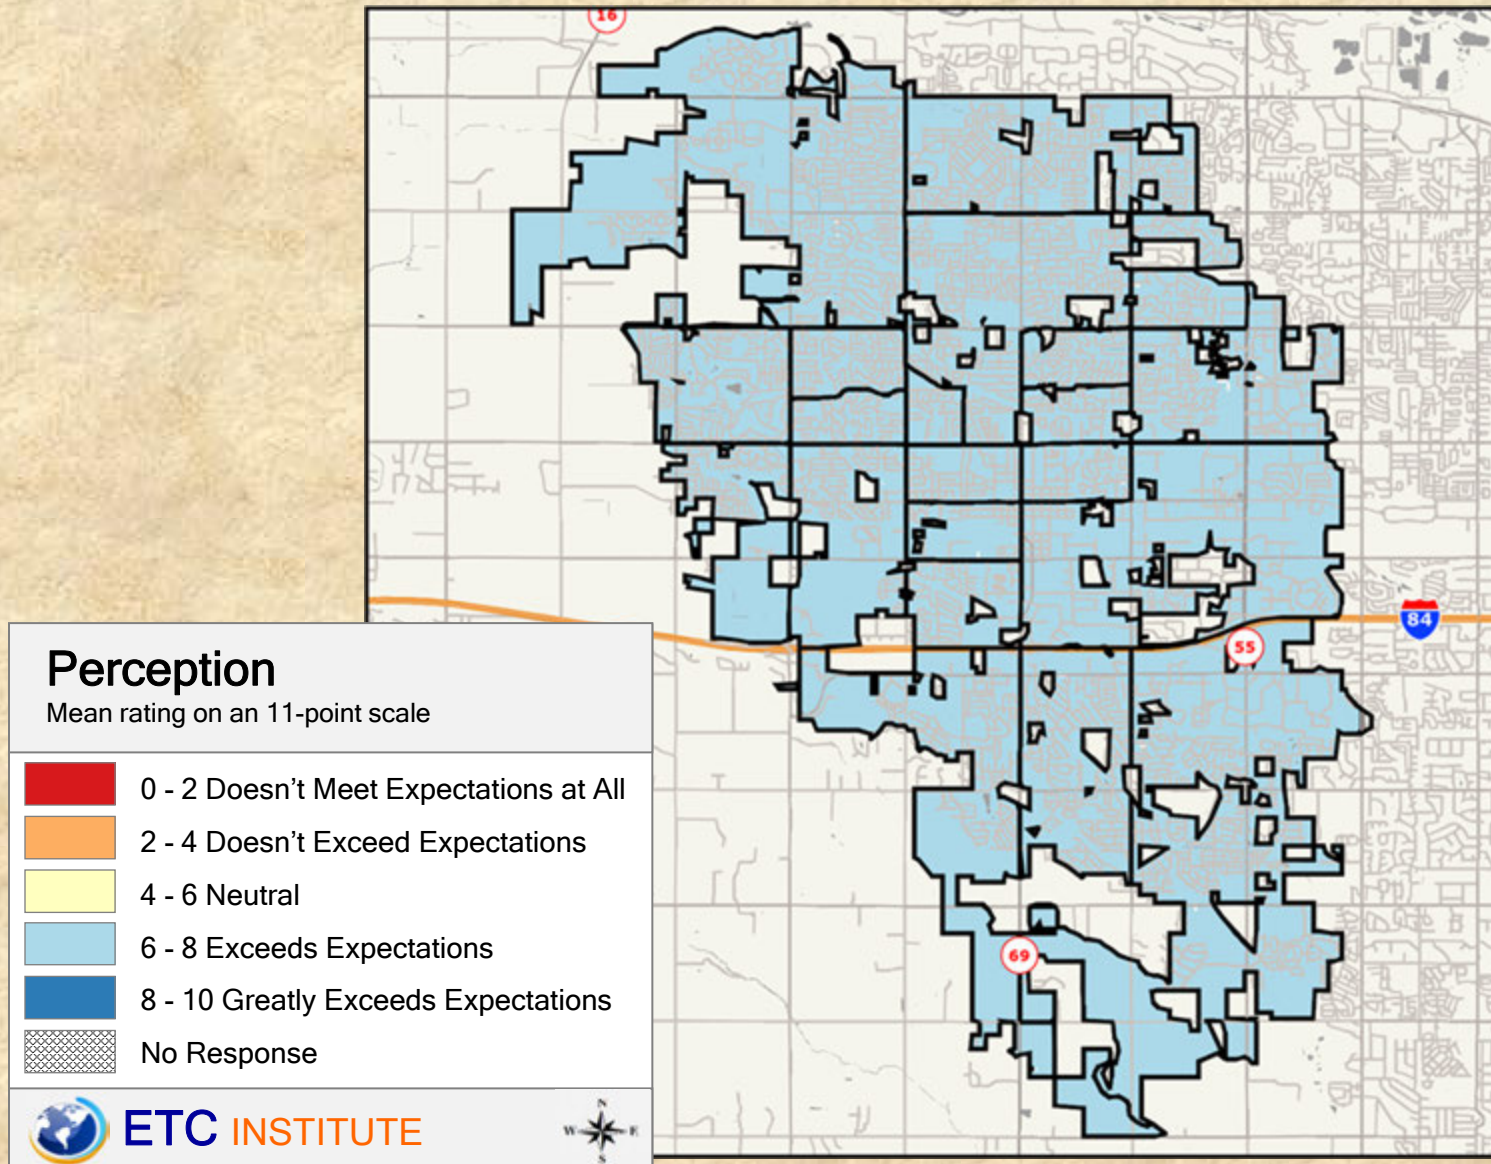 16
84
55
Perception
Mean rating on an 11-point scale
0 - 2 Doesn’t Meet Expectations at All
2 - 4 Doesn’t Exceed Expectations
4 - 6 Neutral
6 - 8 Exceeds Expectations
69
8 - 10 Greatly Exceeds Expectations
No Response
ETC INSTITUTE
N
W E
S